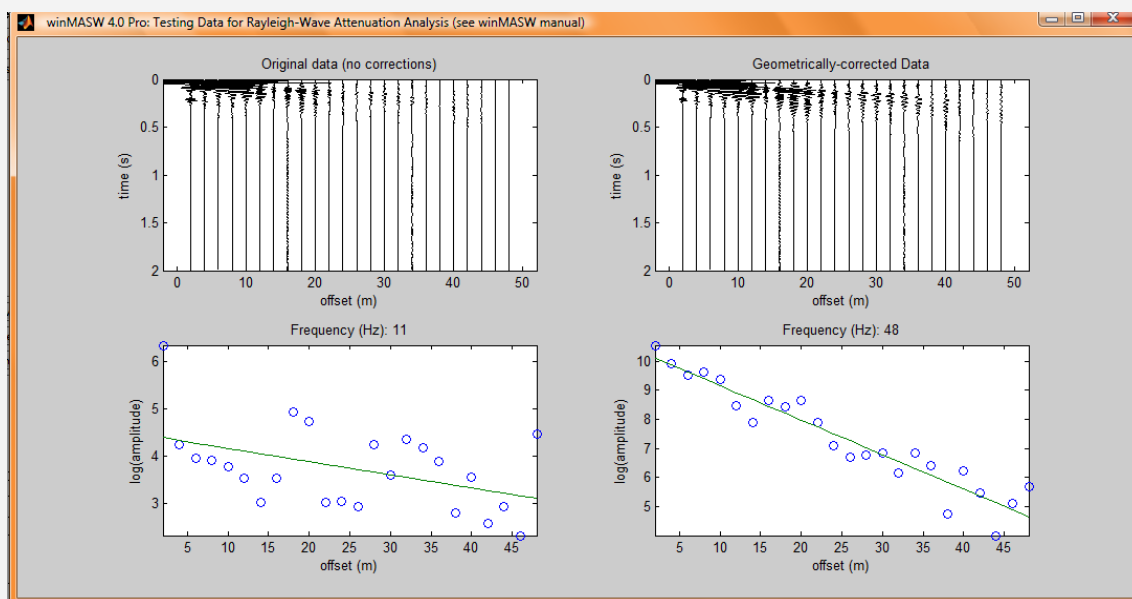 winMASW 4.0 Pro: Testing Data for Rayleigh-Wave Attenuation Analysis (see winMASW manual)
Original data (no corrections)
0
0.5
1
1.5
2
time (s)
0 10 20 30 40 50
offset (m)
Geometrically-corrected Data
0
0.5
1
1.5
2
time (s)
0 10 20 30 40 50
offset (m)
Frequency (Hz): 11
6
5
4
3
log(amplitude)
5 10 15 20 25 30 35 40 45
offset (m)
Frequency (Hz): 48
10
9
8
7
6
5
log(amplitude)
5 10 15 20 25 30 35 40 45
offset (m)